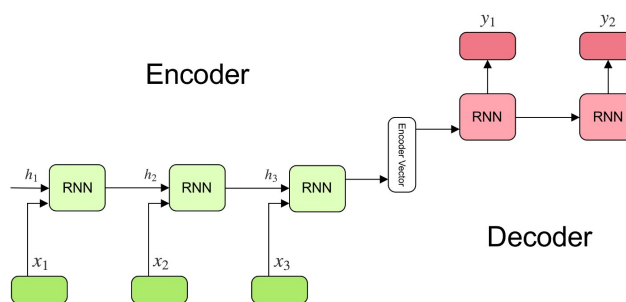 y₁ y₂
Encoder
RNN RNN
Encoder Vector
h₁ RNN h₂ RNN h₃ RNN
Decoder
x₁ x₂ x₃